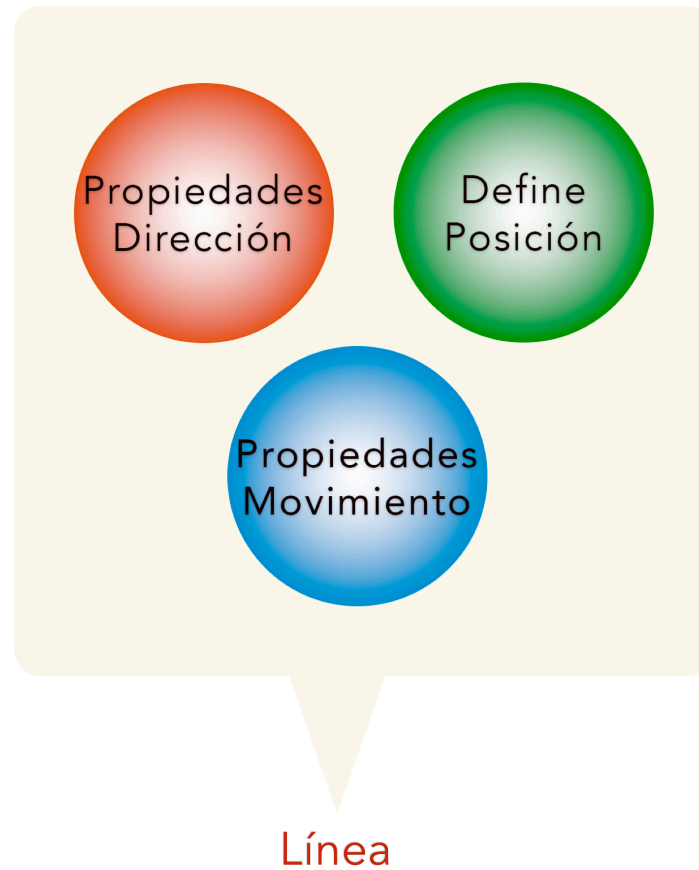 Propiedades
Dirección
Define
Posición
Propiedades
Movimiento
Línea